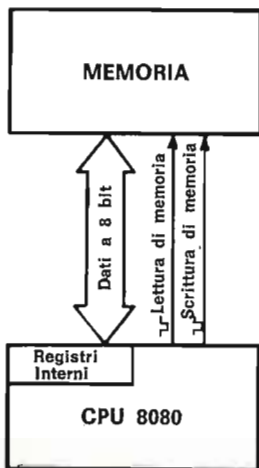 MEMORIA
Dati a 8 bit
Lettura di memoria
Scrittura di memoria
Registri
Interni
CPU 8080